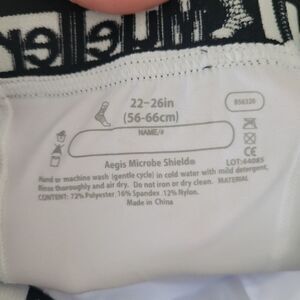 22-26in
(56-66cm)
NAME/#
Aegis Microbe Shield®
LOT:64085
Hand or machine wash (gentle cycle) in cold water with mild detergent.
Rinse thoroughly and air dry. Do not iron or dry clean. MATERIAL
CONTENT: 72% Polyester 16% Spandex 12% Nylon.
Made in China